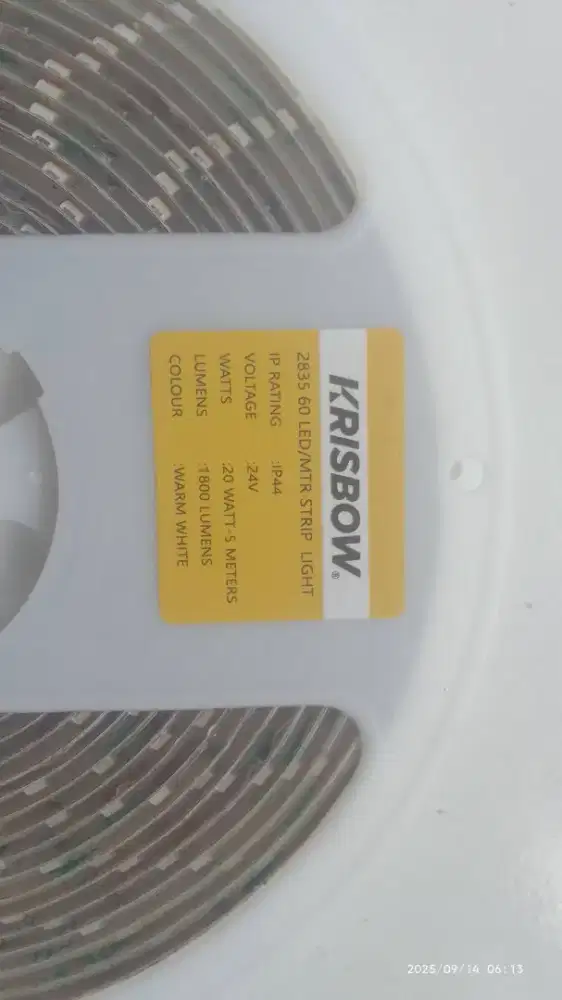 KRISBOW®
2835 60 LED/MTR STRIP LIGHT
IP RATING :IP44
VOLTAGE :24V
WATTS :20 WATT-5 METERS
LUMENS :1800 LUMENS
COLOUR :WARM WHITE
2025/09/14 06:13